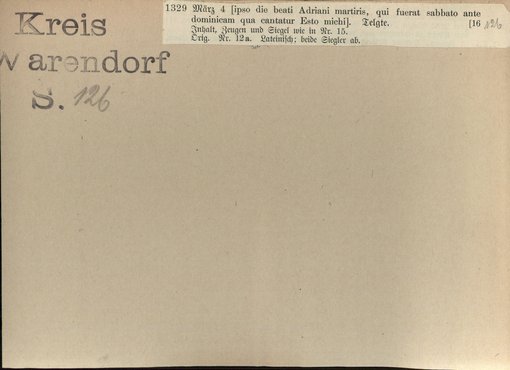 Kreis
Warendorf
S. 126
1329 März 4 [ipso die beati Adriani martiris, qui fuerat sabbato ante
dominicam qua cantatur Esto michi]. Telgte. [16 126
Inhalt, Zeugen und Siegel wie in Nr. 15.
Orig. Nr. 12a. Lateinisch; beide Siegler ab.